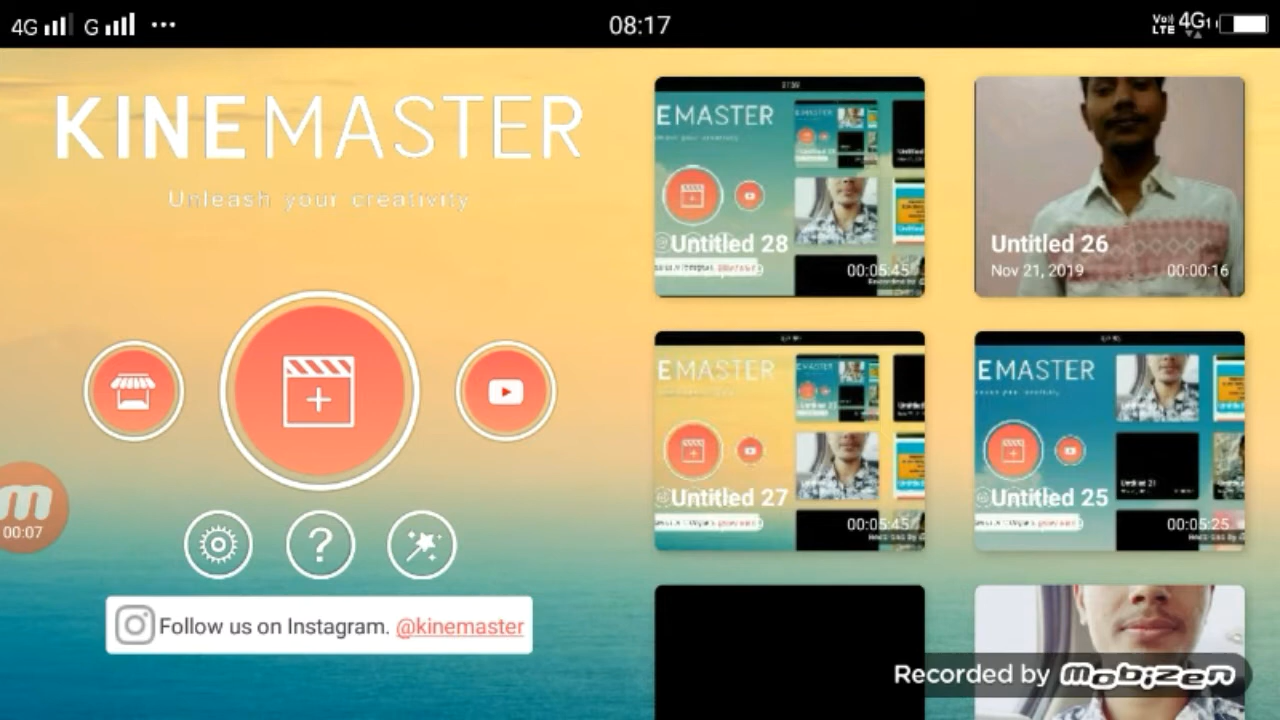 4G G ... 08:17 Vo)) LTE 4G
KINEMASTER
Unleash your creativity
EMASTER
Untitled 28
00:05:45
Untitled 26
Nov 21, 2019 00:00:16
EMASTER
Untitled 27
00:05:45
EMASTER
Untitled 25
00:05:25
00:07
?
Follow us on Instagram. @kinemaster
Recorded by mobizen